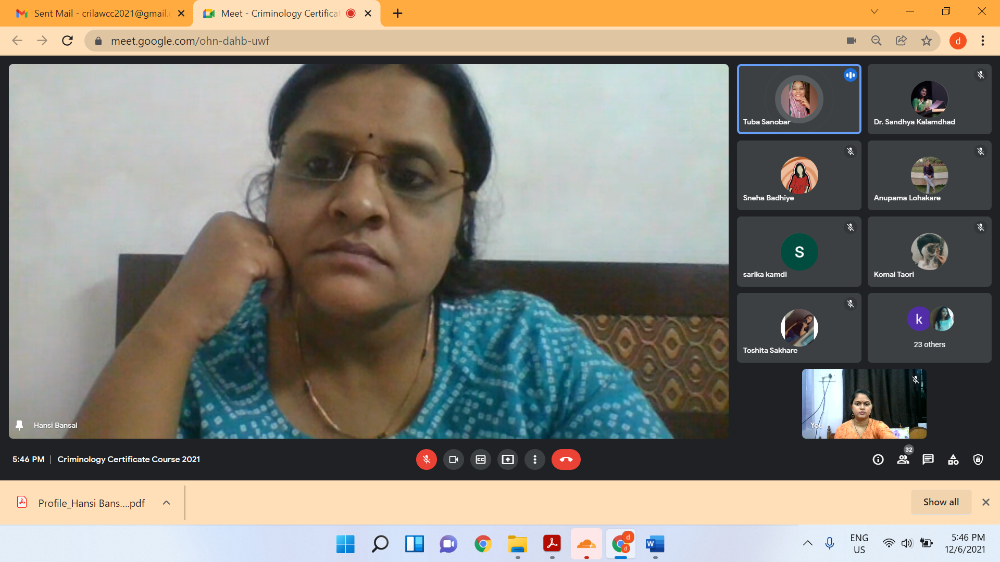 Sent Mail - crilawcc2021@gmail.
Meet - Criminology Certificat
meet.google.com/ohn-dahb-uwf
d
Tuba Sanobar
Dr. Sandhya Kalamdhad
Sneha Badhiye
Anupama Lohakare
S
sarika kamdi
Komal Taori
Toshita Sakhare
k
23 others
You
Hansi Bansal
5:46 PM | Criminology Certificate Course 2021
CC
32
Profile_Hansi Bans....pdf
Show all
d
d
W
ENG
US
5:46 PM
12/6/2021